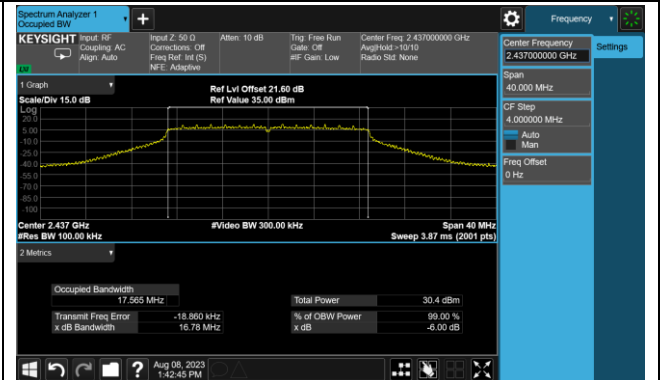 Spectrum Analyzer 1
Occupied BW
Frequency
KEYSIGHT
Input: RF
Coupling: AC
Align: Auto
Input Z: 50 Ω
Corrections: Off
Freq Ref: Int (S)
NFE: Adaptive
Atten: 10 dB
Trig: Free Run
Gate: Off
#IF Gain: Low
Center Freq: 2.437000000 GHz
Avg|Hold:>10/10
Radio Std: None
Center Frequency
2.437000000 GHz
Settings
Span
40.000 MHz
CF Step
4.000000 MHz
Auto
Man
Freq Offset
0 Hz
1 Graph
Scale/Div 15.0 dB
Ref Lvl Offset 21.60 dB
Ref Value 35.00 dBm
Log
20.0
5.00
-10.0
-25.0
-40.0
-55.0
-70.0
-85.0
-100
Center 2.437 GHz
#Video BW 300.00 kHz
Span 40 MHz
#Res BW 100.00 kHz
Sweep 3.87 ms (2001 pts)
2 Metrics
Occupied Bandwidth
17.565 MHz
Total Power 30.4 dBm
Transmit Freq Error -18.860 kHz
% of OBW Power 99.00 %
x dB Bandwidth 16.78 MHz
x dB -6.00 dB
?
Aug 08, 2023
1:42:45 PM